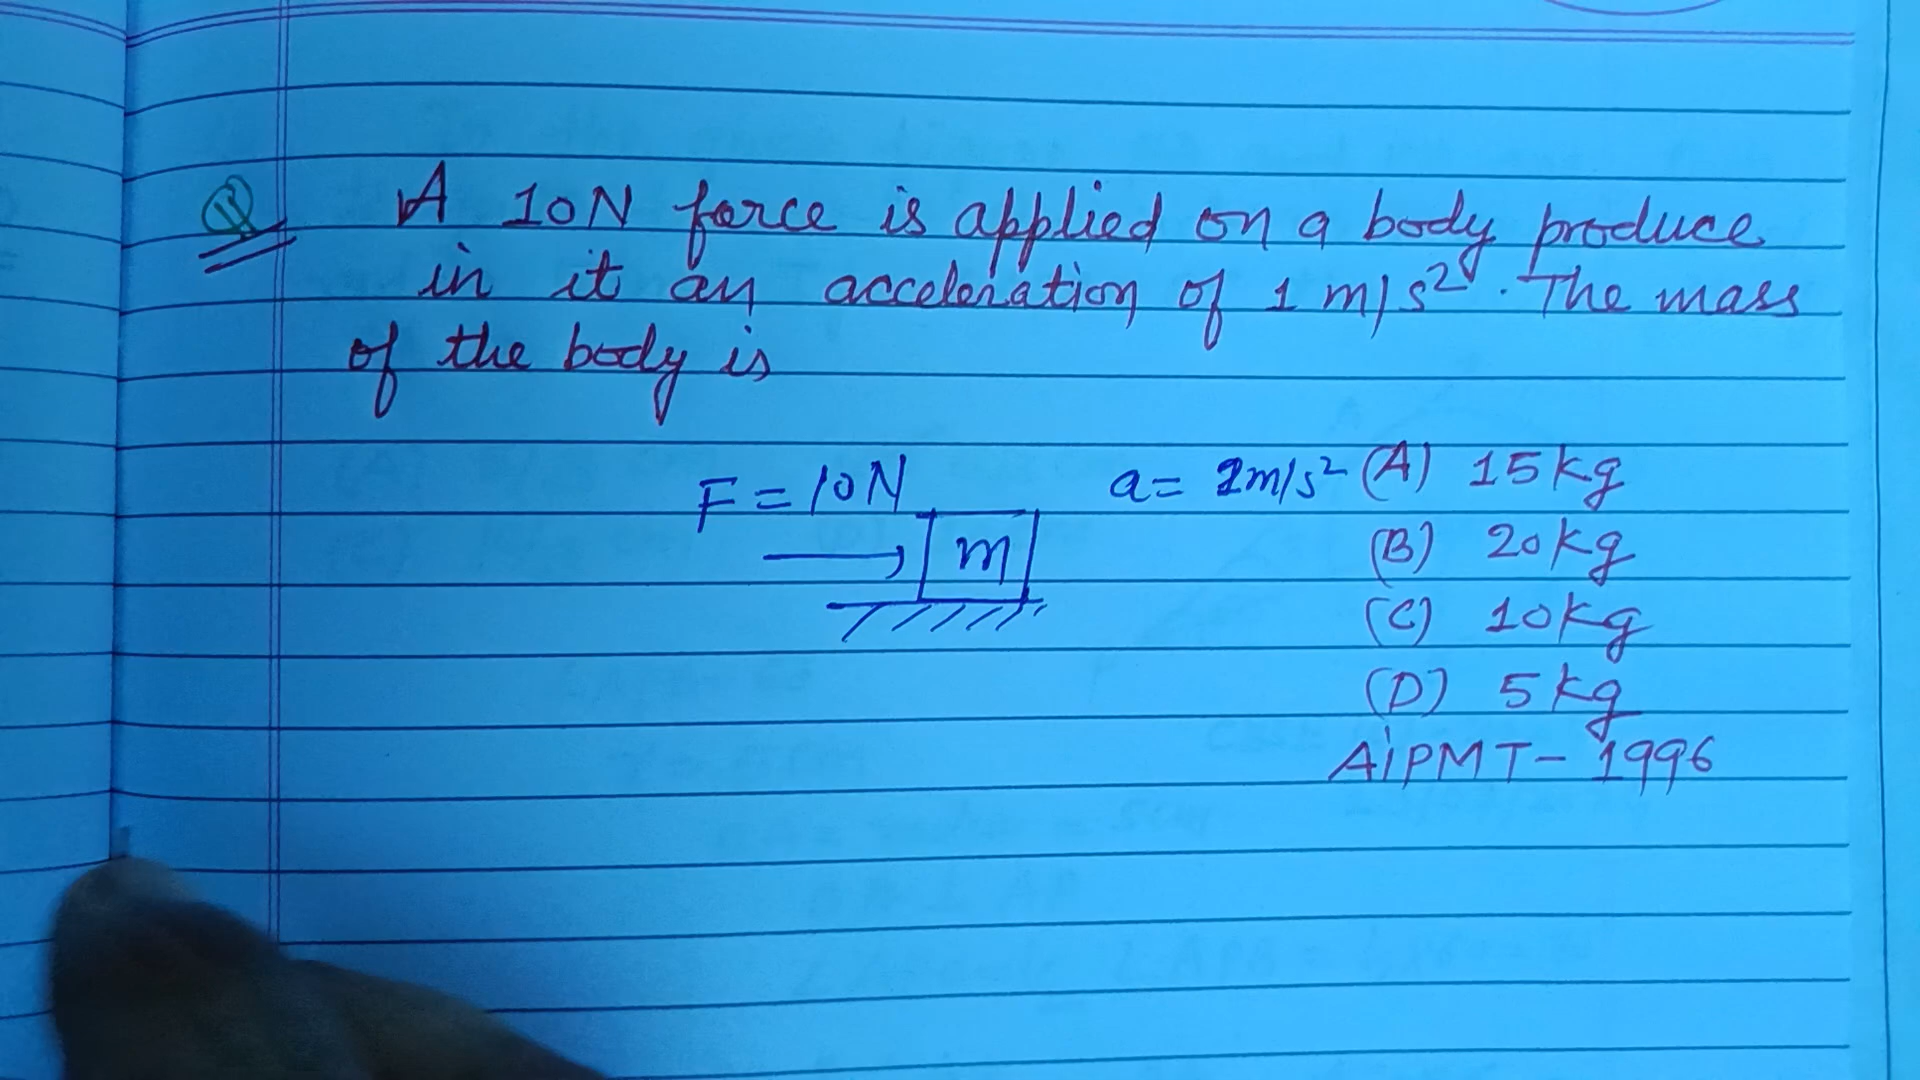 Q A 10N force is applied on a body produce
in it an acceleration of 1 m/s². The mass
of the body is
F = 10N
m
a = 1m/s² (A) 15kg
(B) 20kg
(C) 10kg
(D) 5kg
AiPMT- 1996